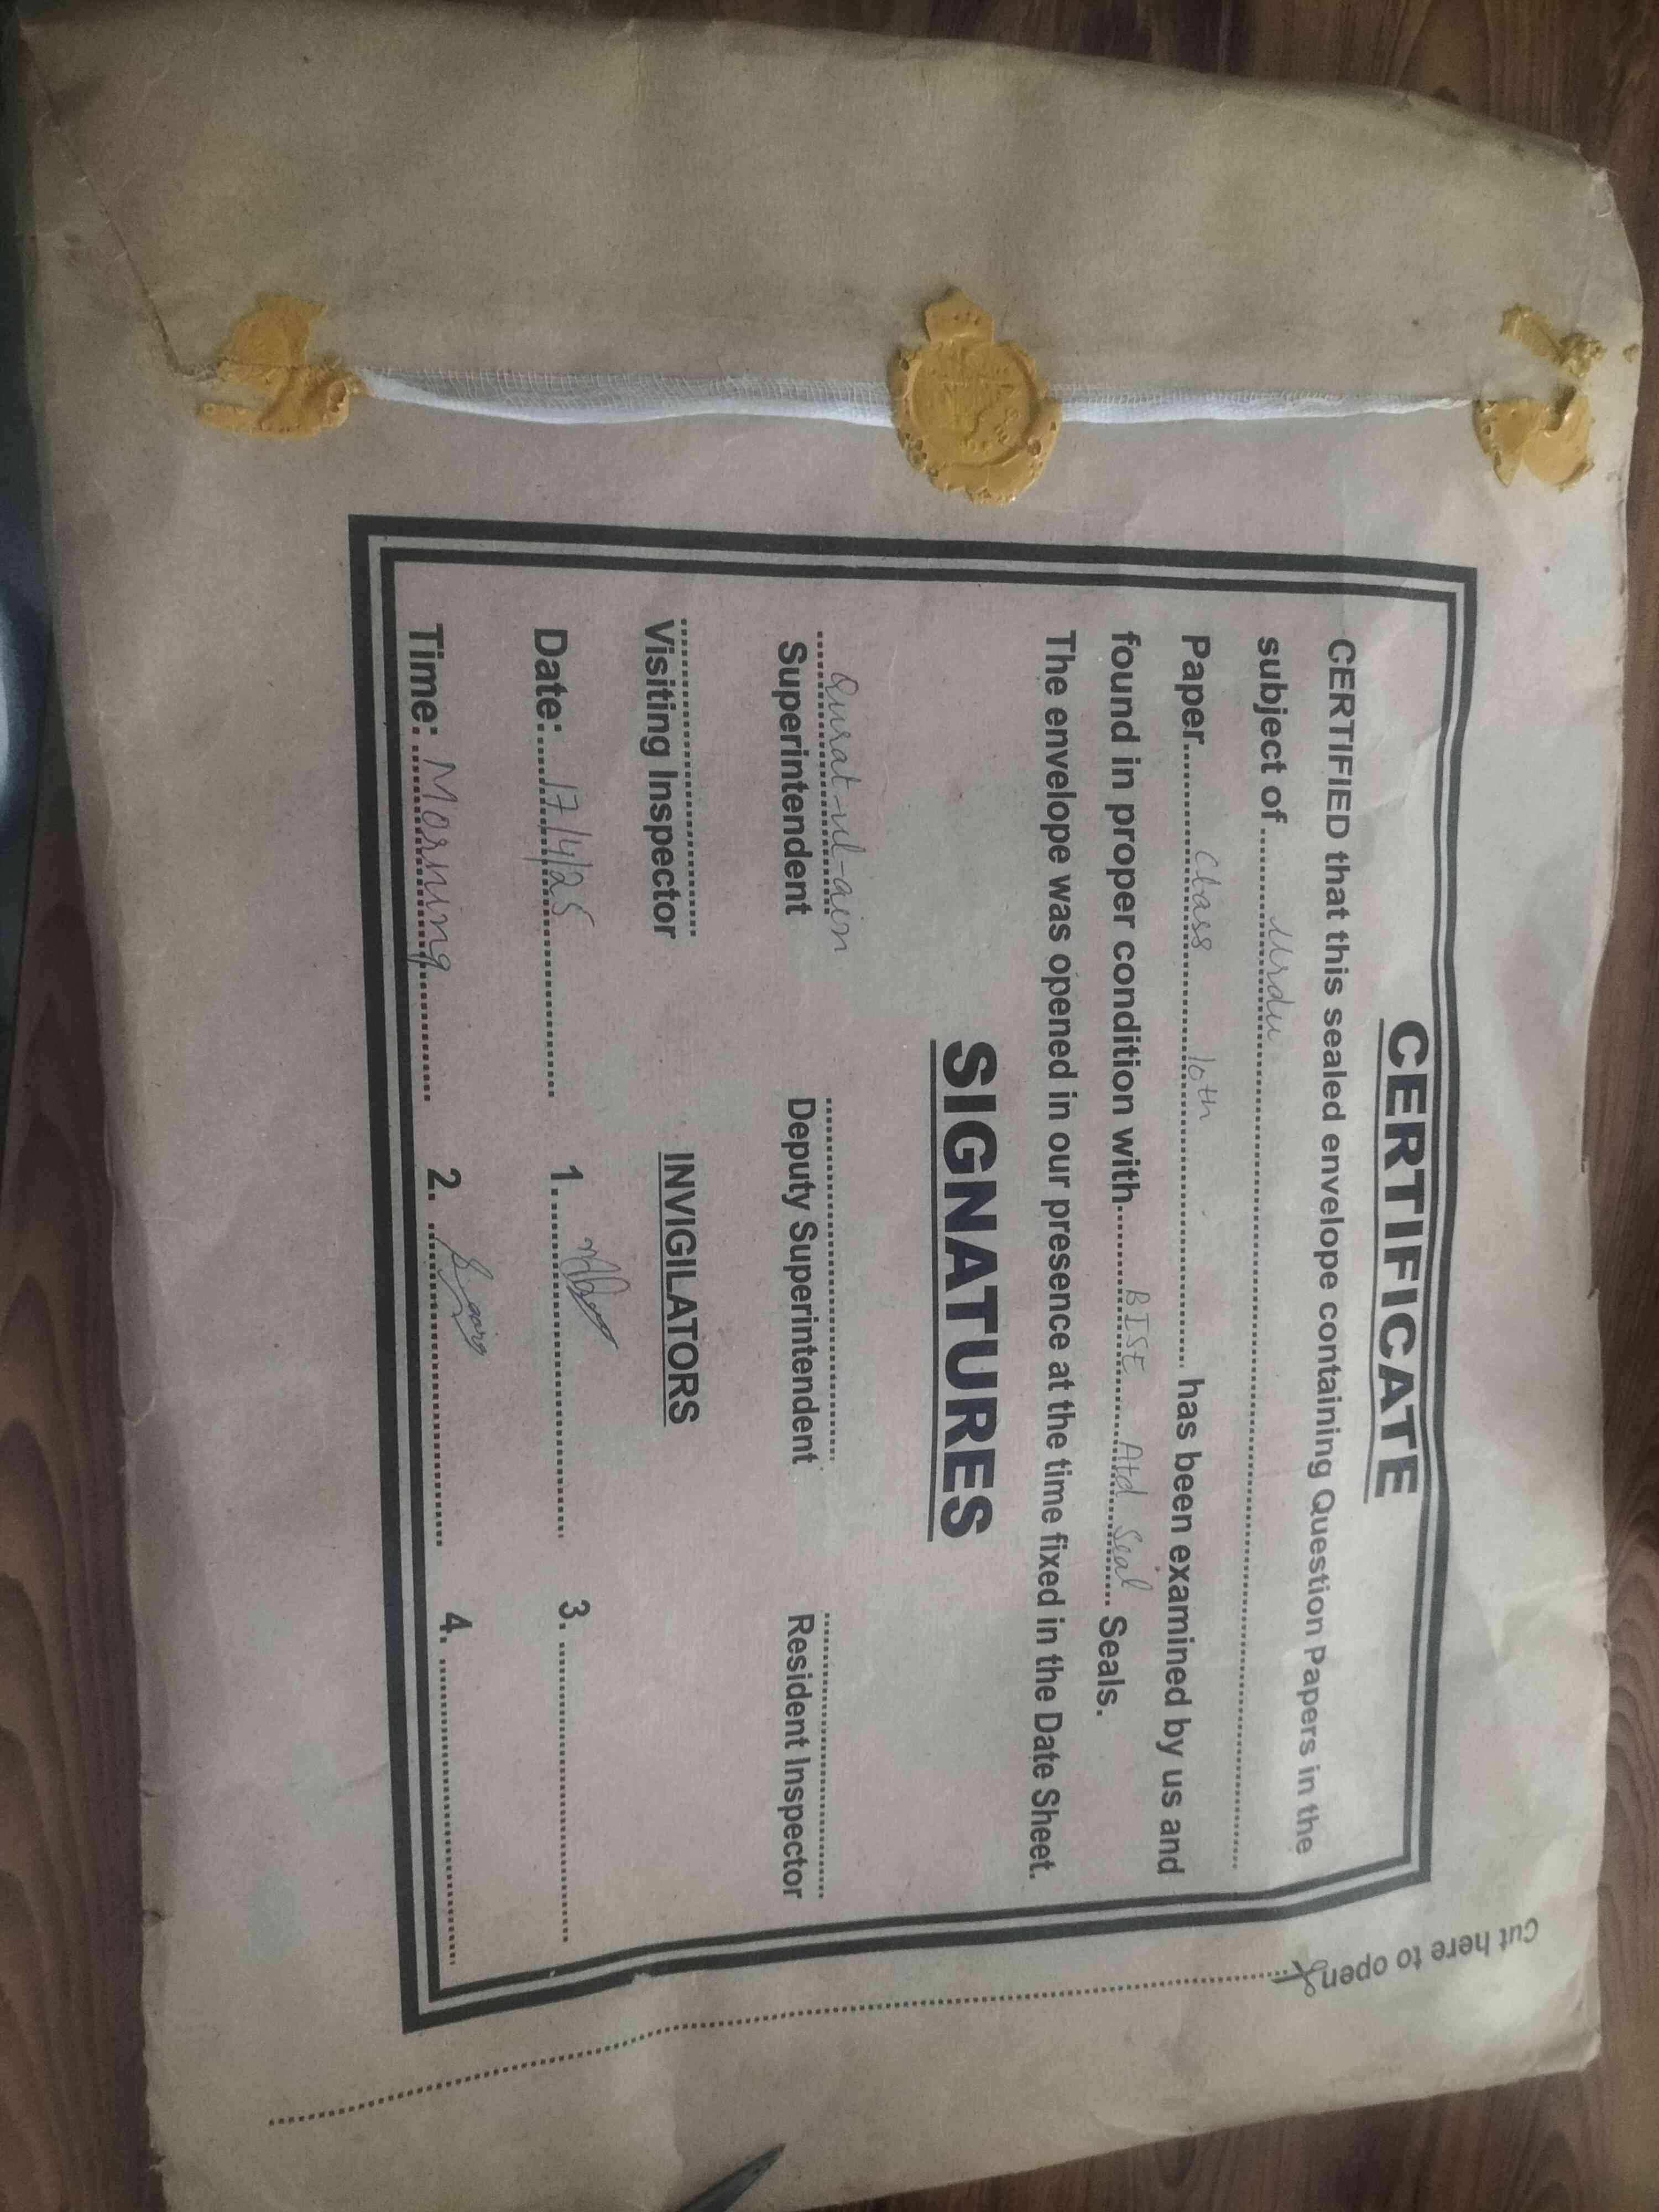 CERTIFICATE
CERTIFIED that this sealed envelope containing Question Papers in the
subject of ........ Urdu ........
Paper........ Class 10th ........ has been examined by us and
found in proper condition with........ BISE Atd Seal ........ Seals.
The envelope was opened in our presence at the time fixed in the Date Sheet.
SIGNATURES
Qurat-ul-ain
Superintendent Deputy Superintendent Resident Inspector
Visiting Inspector INVIGILATORS
Date: 17/4/25 1. ........ 3. ........
Time: Morning 2. ........ 4. ........
Cut here to open